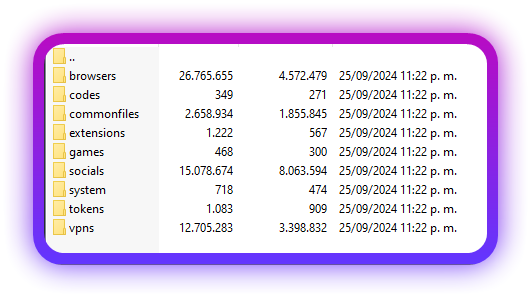 ..
browsers 26.765.655 4.572.479 25/09/2024 11:22 p. m.
codes 349 271 25/09/2024 11:22 p. m.
commonfiles 2.658.934 1.855.845 25/09/2024 11:22 p. m.
extensions 1.222 567 25/09/2024 11:22 p. m.
games 468 300 25/09/2024 11:22 p. m.
socials 15.078.674 8.063.594 25/09/2024 11:22 p. m.
system 718 474 25/09/2024 11:22 p. m.
tokens 1.083 909 25/09/2024 11:22 p. m.
vpns 12.705.283 3.398.832 25/09/2024 11:22 p. m.